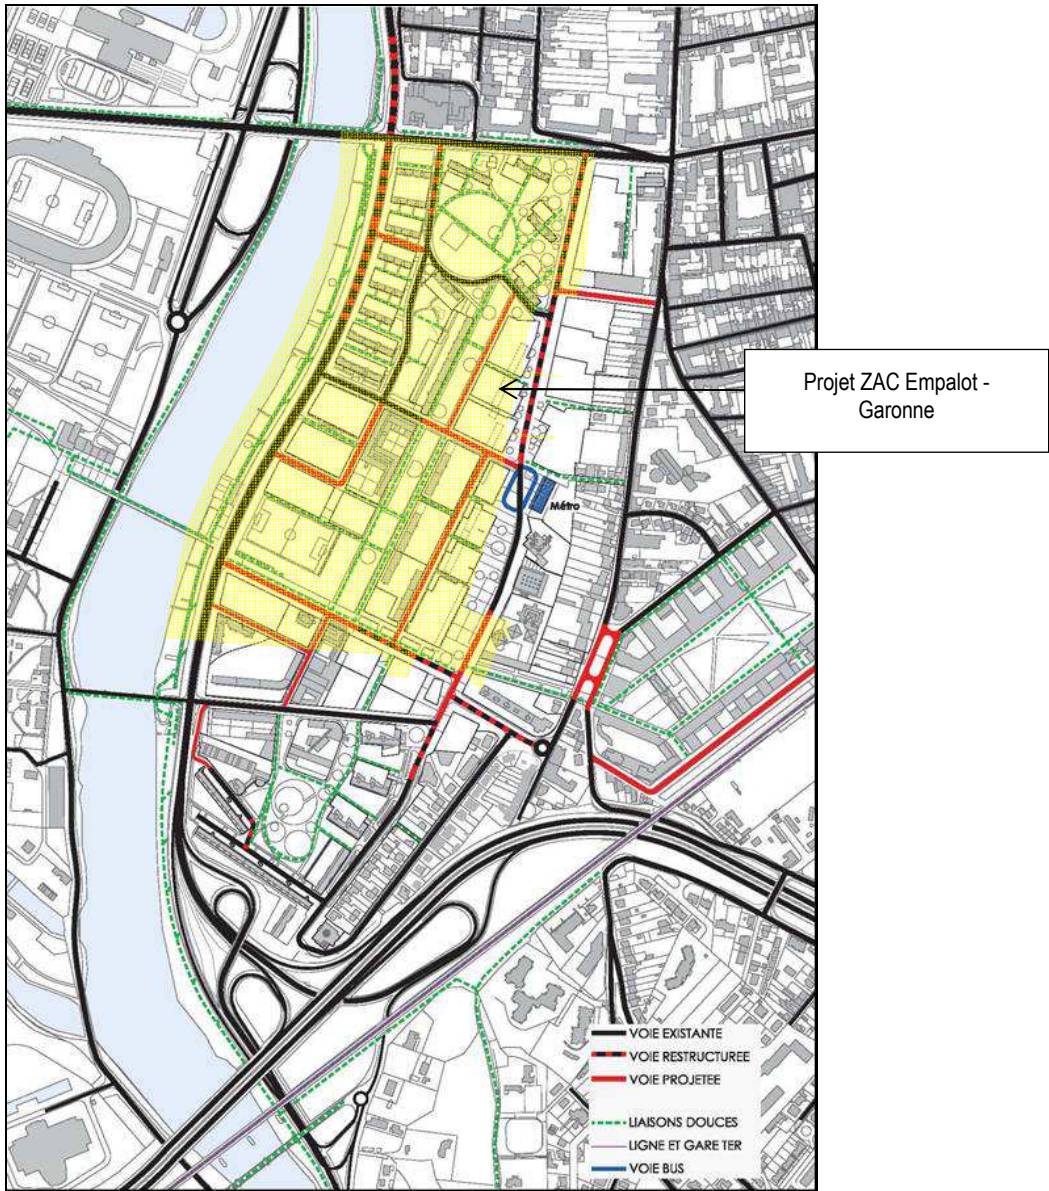 Projet ZAC Empalot -
Garonne
Métro
VOIE EXISTANTE
VOIE RESTRUCTUREE
VOIE PROJETEE
LIAISONS DOUCES
LIGNE ET GARE TER
VOIE BUS